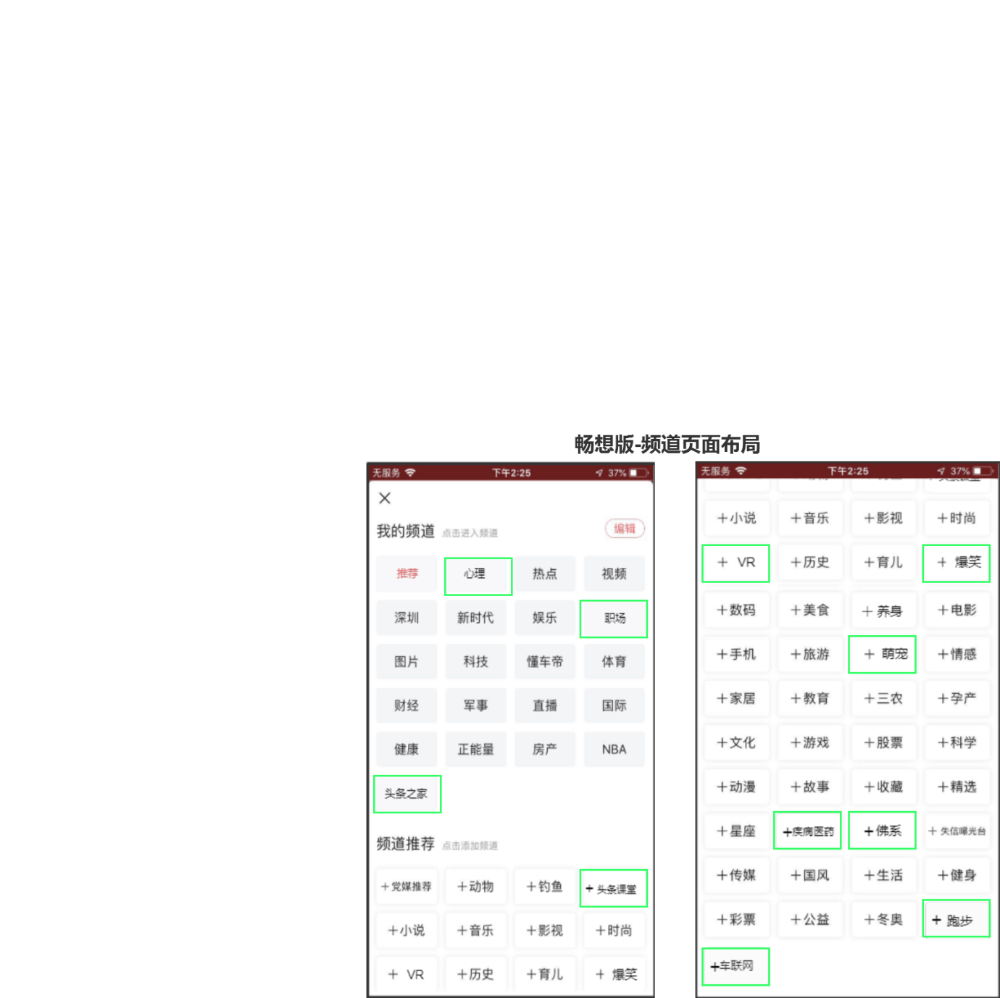 畅想版-频道页面布局
无服务 下午2:25 37%
我的频道 点击进入频道 编辑
推荐 心理 热点 视频
深圳 新时代 娱乐 职场
图片 科技 懂车帝 体育
财经 军事 直播 国际
健康 正能量 房产 NBA
头条之家
频道推荐 点击添加频道
+党媒推荐 +动物 +钓鱼 + 头条课堂
+小说 +音乐 +影视 +时尚
+ VR +历史 +育儿 + 爆笑
无服务 下午2:25 37%
+小说 +音乐 +影视 +时尚
+ VR +历史 +育儿 + 爆笑
+数码 +美食 + 养身 +电影
+手机 +旅游 + 萌宠 +情感
+家居 +教育 +三农 +孕产
+文化 +游戏 +股票 +科学
+动漫 +故事 +收藏 +精选
+星座 +疾病医药 +佛系 + 失信曝光台
+传媒 +国风 +生活 +健身
+彩票 +公益 +冬奥 + 跑步
+车联网